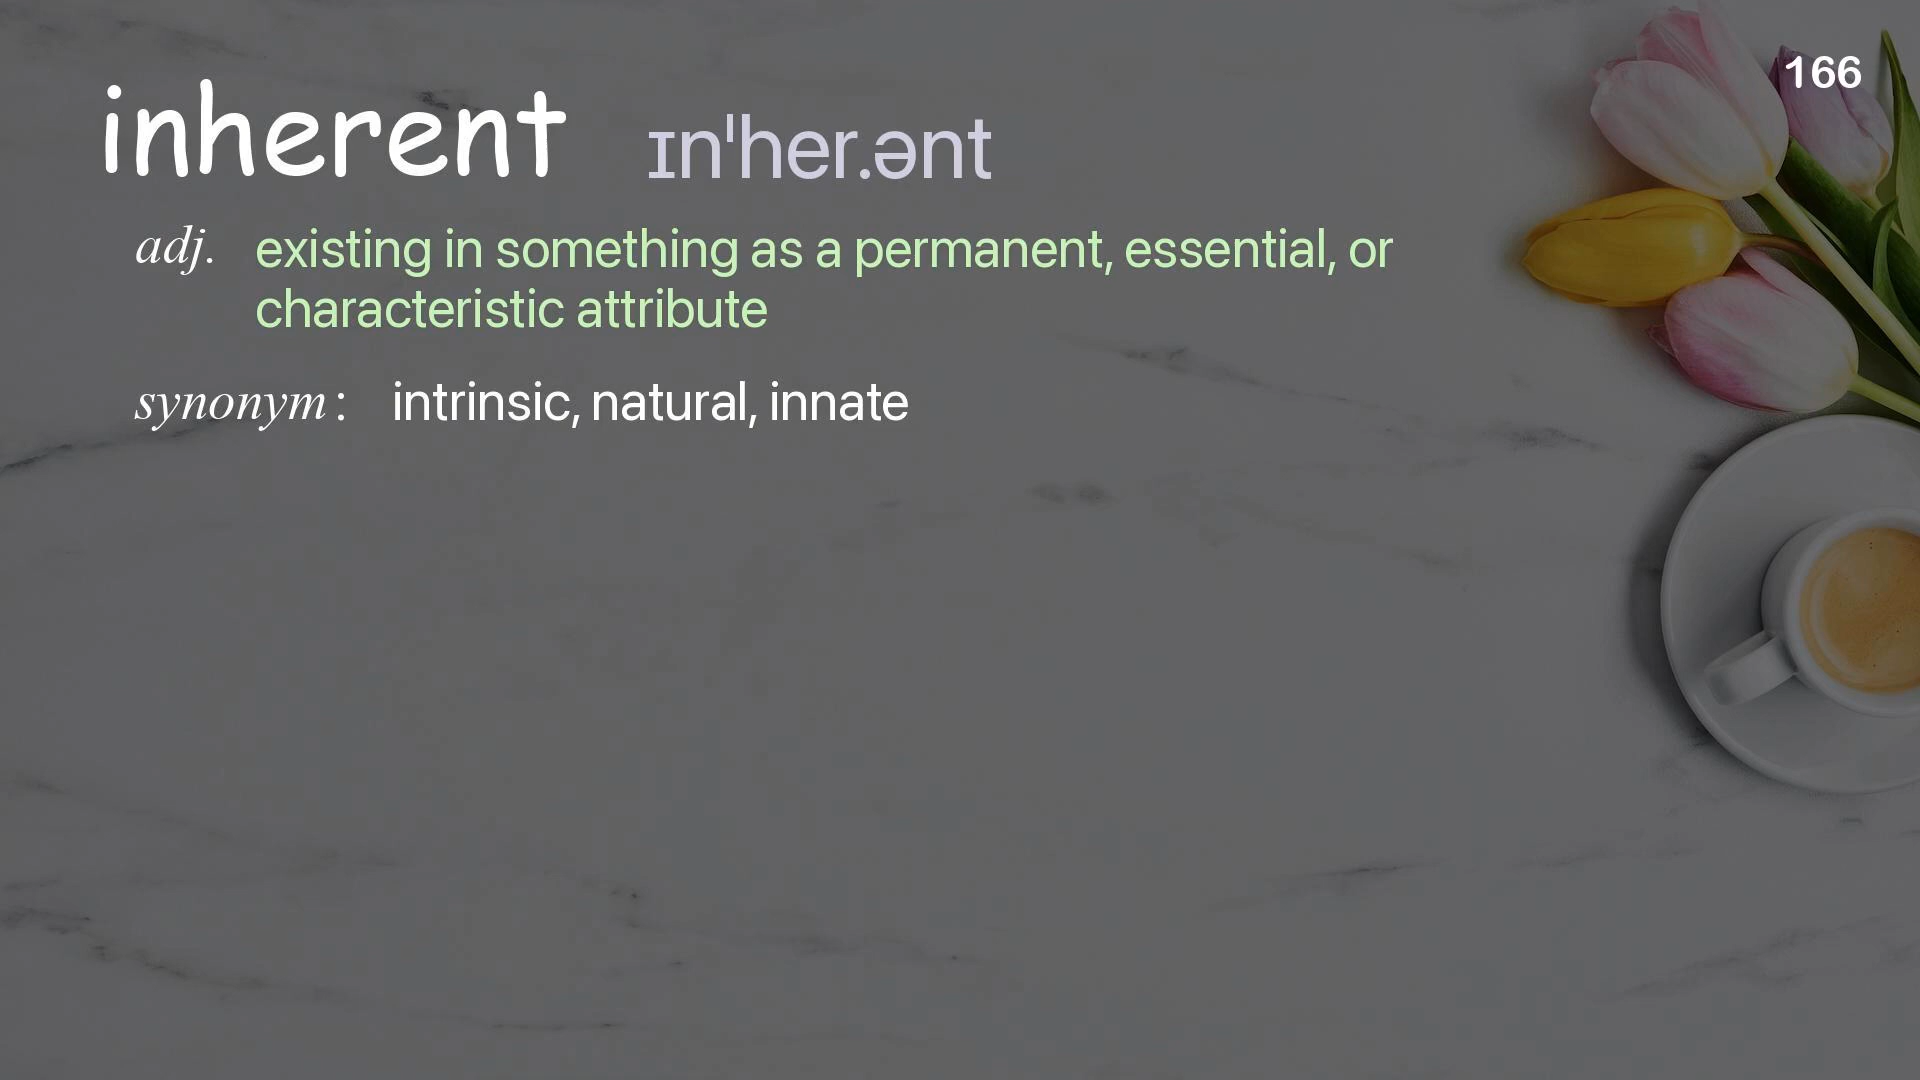 166
inherent ɪnˈher.ənt
adj. existing in something as a permanent, essential, or
characteristic attribute
synonym: intrinsic, natural, innate